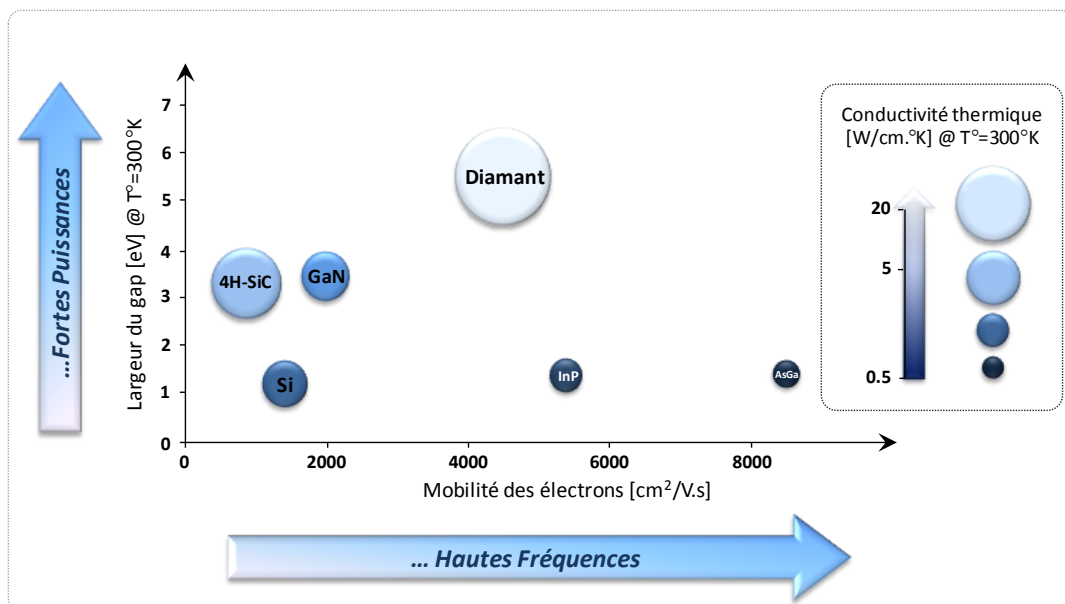 ...Fortes Puissances
Largeur du gap [eV] @ T°=300°K
7
6
5
4
3
2
1
0
0
2000
4000
6000
8000
Mobilité des électrons [cm²/V.s]
Diamant
4H-SiC
GaN
Si
InP
AsGa
Conductivité thermique
[W/cm.°K] @ T°=300°K
20
5
0.5
... Hautes Fréquences